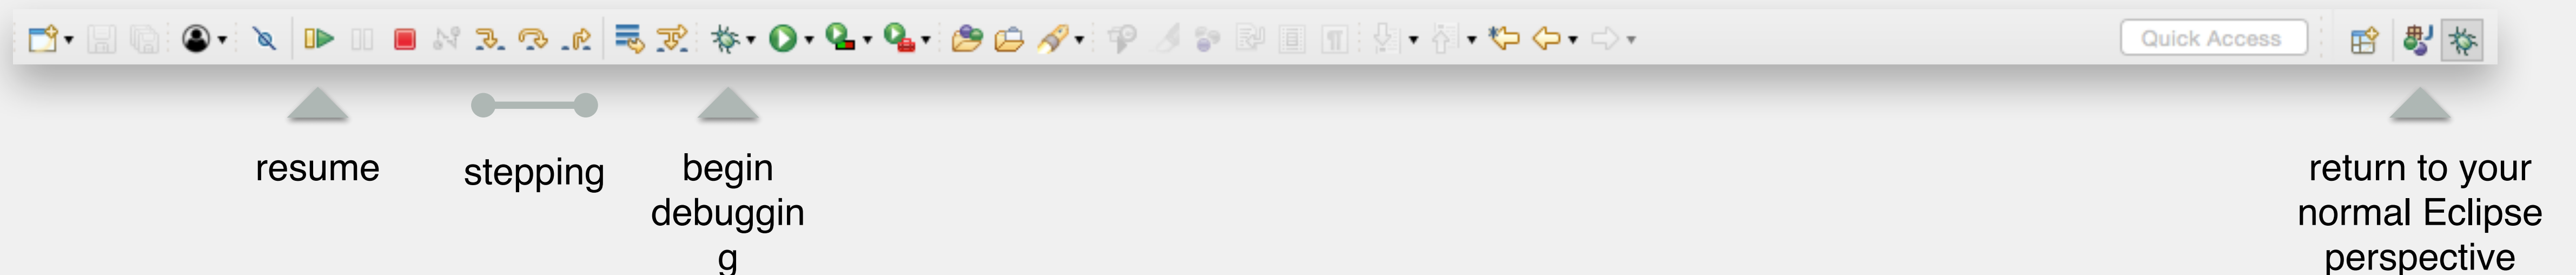 Quick Access
resume
stepping
begin
debuggin
g
return to your
normal Eclipse
perspective